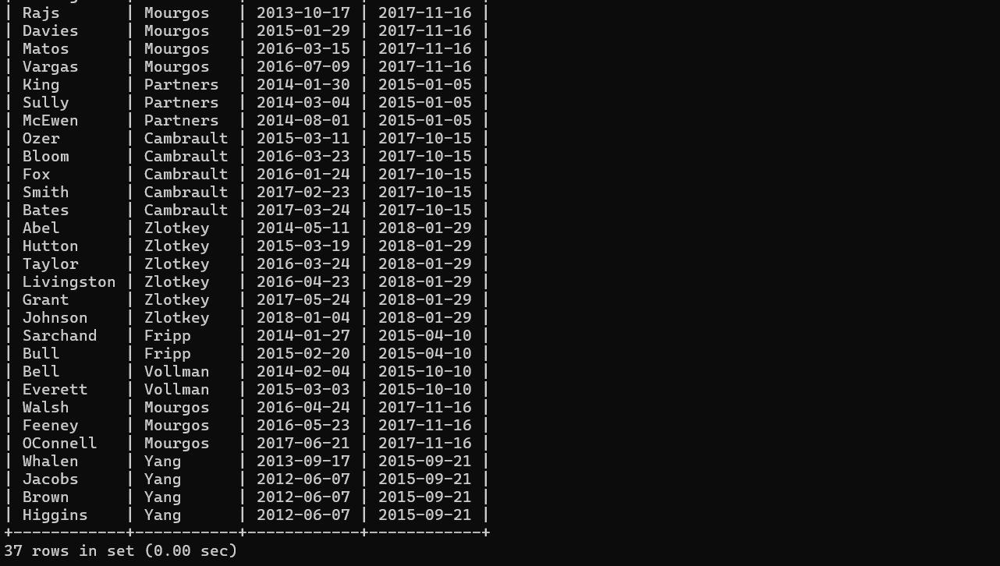 | Rajs       | Mourgos   | 2013-10-17 | 2017-11-16 |
| Davies     | Mourgos   | 2015-01-29 | 2017-11-16 |
| Matos      | Mourgos   | 2016-03-15 | 2017-11-16 |
| Vargas     | Mourgos   | 2016-07-09 | 2017-11-16 |
| King       | Partners  | 2014-01-30 | 2015-01-05 |
| Sully      | Partners  | 2014-03-04 | 2015-01-05 |
| McEwen     | Partners  | 2014-08-01 | 2015-01-05 |
| Ozer       | Cambrault | 2015-03-11 | 2017-10-15 |
| Bloom      | Cambrault | 2016-03-23 | 2017-10-15 |
| Fox        | Cambrault | 2016-01-24 | 2017-10-15 |
| Smith      | Cambrault | 2017-02-23 | 2017-10-15 |
| Bates      | Cambrault | 2017-03-24 | 2017-10-15 |
| Abel       | Zlotkey   | 2014-05-11 | 2018-01-29 |
| Hutton     | Zlotkey   | 2015-03-19 | 2018-01-29 |
| Taylor     | Zlotkey   | 2016-03-24 | 2018-01-29 |
| Livingston | Zlotkey   | 2016-04-23 | 2018-01-29 |
| Grant      | Zlotkey   | 2017-05-24 | 2018-01-29 |
| Johnson    | Zlotkey   | 2018-01-04 | 2018-01-29 |
| Sarchand   | Fripp     | 2014-01-27 | 2015-04-10 |
| Bull       | Fripp     | 2015-02-20 | 2015-04-10 |
| Bell       | Vollman   | 2014-02-04 | 2015-10-10 |
| Everett    | Vollman   | 2015-03-03 | 2015-10-10 |
| Walsh      | Mourgos   | 2016-04-24 | 2017-11-16 |
| Feeney     | Mourgos   | 2016-05-23 | 2017-11-16 |
| OConnell   | Mourgos   | 2017-06-21 | 2017-11-16 |
| Whalen     | Yang      | 2013-09-17 | 2015-09-21 |
| Jacobs     | Yang      | 2012-06-07 | 2015-09-21 |
| Brown      | Yang      | 2012-06-07 | 2015-09-21 |
| Higgins    | Yang      | 2012-06-07 | 2015-09-21 |
+------------+-----------+------------+------------+
37 rows in set (0.00 sec)